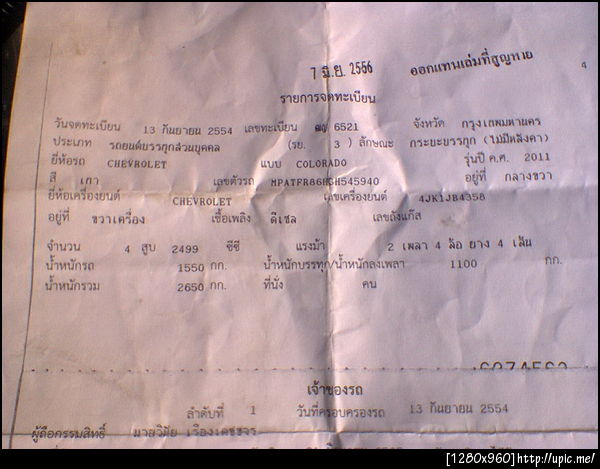 7 มิ.ย. 2556 ออกแทนเล่มที่สูญหาย 4
รายการจดทะเบียน
วันจดทะเบียน 13 กันยายน 2554 เลขทะเบียน 6521 จังหวัด กรุงเทพมหานคร
ประเภท รถยนต์บรรทุกส่วนบุคคล (รย. 3 ) ลักษณะ กระบะบรรทุก (ไม่มีหลังคา)
ยี่ห้อรถ CHEVROLET แบบ COLORADO รุ่นปี ค.ศ. 2011
สี เทา เลขตัวรถ MPATFR86HGH545940 อยู่ที่ กลางขวา
ยี่ห้อเครื่องยนต์ CHEVROLET เลขเครื่องยนต์ 4JK1JB4358
อยู่ที่ ขวาเครื่อง เชื้อเพลิง ดีเซล เลขถังแก๊ส
จำนวน 4 สูบ 2499 ซีซี แรงม้า 2 เพลา 4 ล้อ ยาง 4 เส้น
น้ำหนักรถ 1550 กก. น้ำหนักบรรทุก/น้ำหนักลงเพลา 1100 กก.
น้ำหนักรวม 2650 กก. ที่นั่ง คน
เจ้าของรถ
ลำดับที่ 1 วันที่ครอบครองรถ 13 กันยายน 2554
ผู้ถือกรรมสิทธิ์ นายวินัย
[1280x960]http://upic.me/